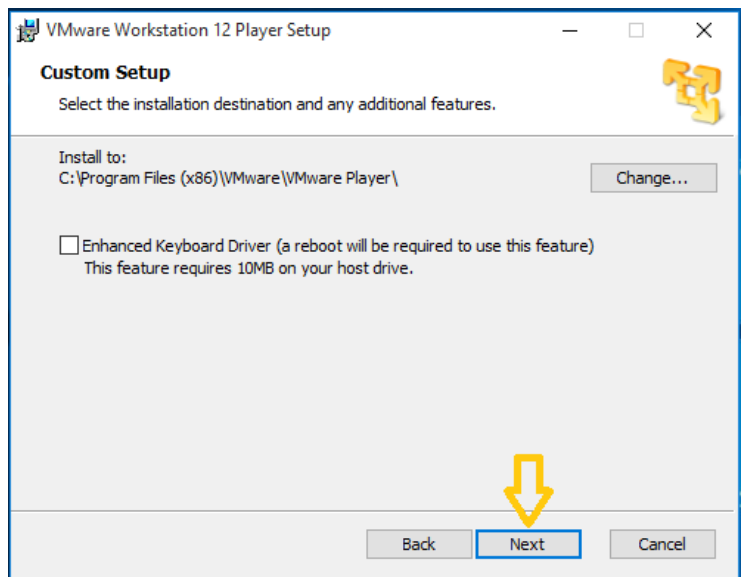 VMware Workstation 12 Player Setup
Custom Setup
Select the installation destination and any additional features.
Install to:
C:\Program Files (x86)\VMware\VMware Player\
Change...
Enhanced Keyboard Driver (a reboot will be required to use this feature)
This feature requires 10MB on your host drive.
Back Next Cancel